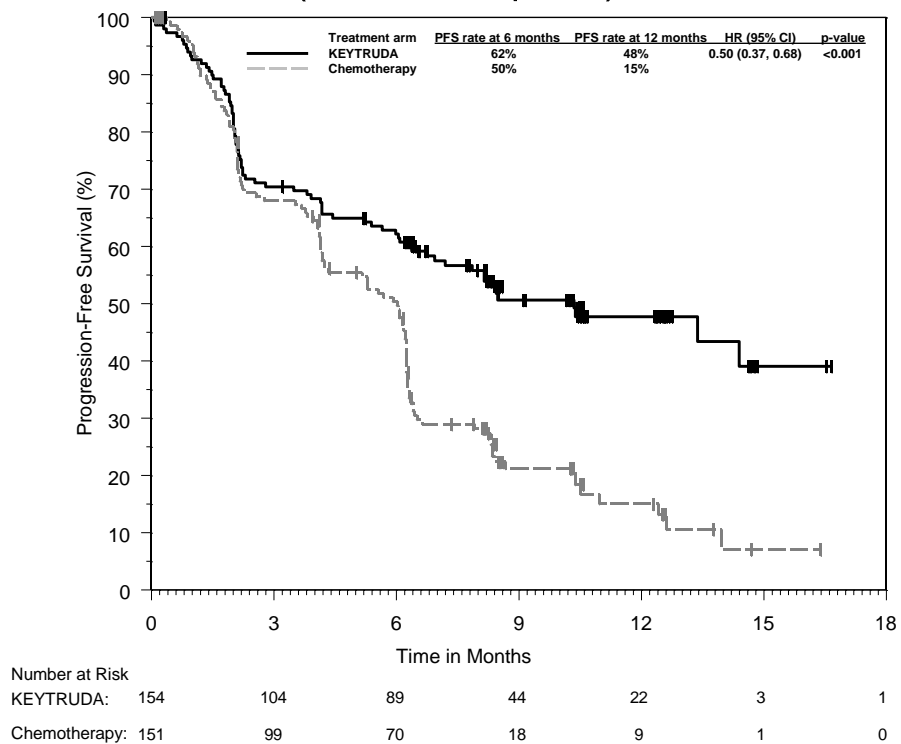 Treatment arm PFS rate at 6 months PFS rate at 12 months HR (95% CI) p-value
KEYTRUDA 62% 48% 0.50 (0.37, 0.68) <0.001
Chemotherapy 50% 15%
Progression-Free Survival (%)
100
90
80
70
60
50
40
30
20
10
0
0 3 6 9 12 15 18
Time in Months
Number at Risk
KEYTRUDA: 154 104 89 44 22 3 1
Chemotherapy: 151 99 70 18 9 1 0